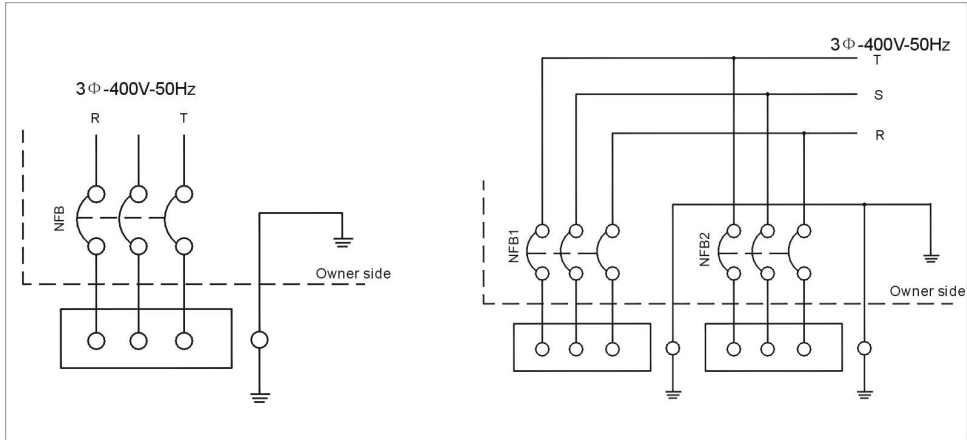 3Φ-400V-50Hz
R T
NFB
Owner side
3Φ-400V-50Hz
T
S
R
NFB1
NFB2
Owner side